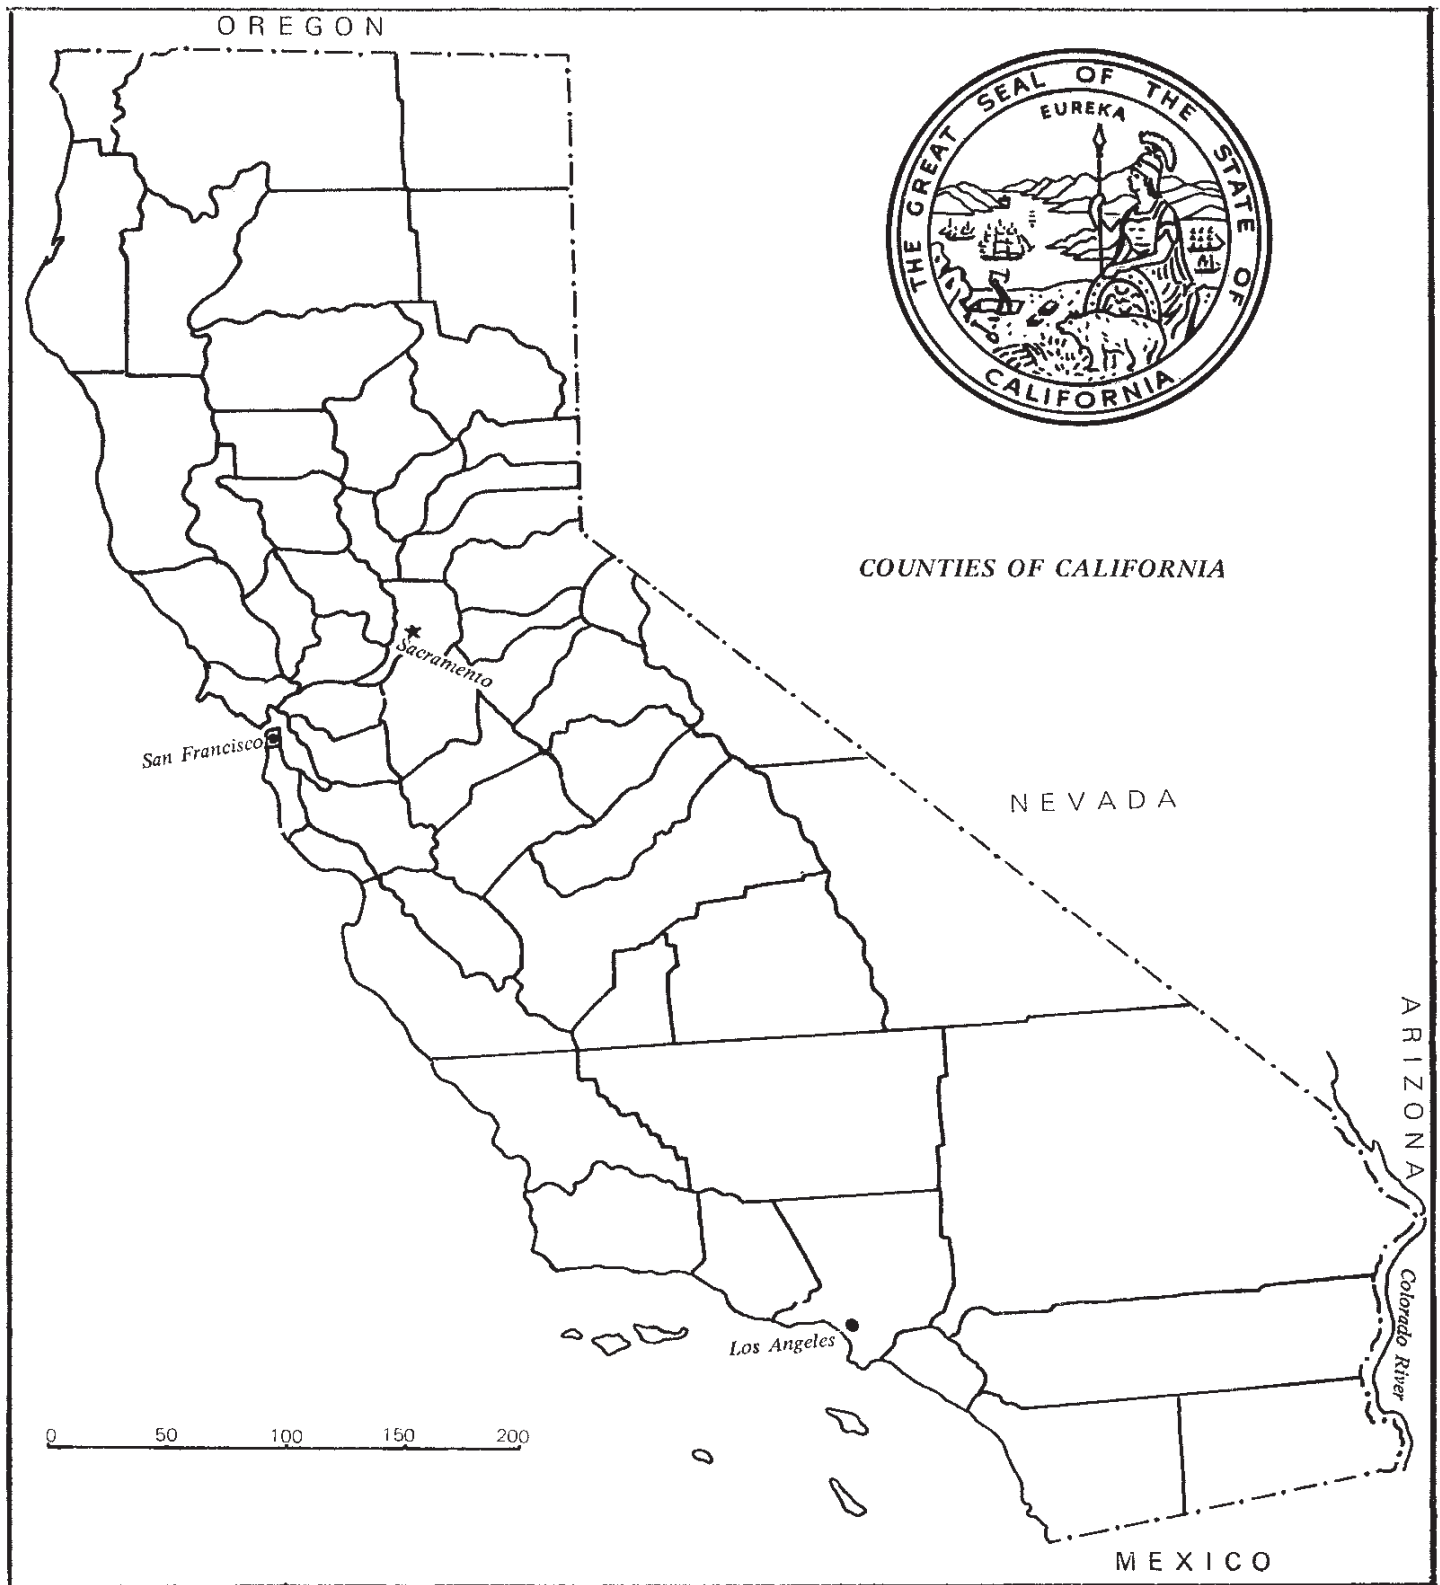 OREGON
THE GREAT SEAL OF THE STATE OF CALIFORNIA
EUREKA
COUNTIES OF CALIFORNIA
Sacramento
San Francisco
NEVADA
ARIZONA
Colorado River
Los Angeles
0 50 100 150 200
MEXICO